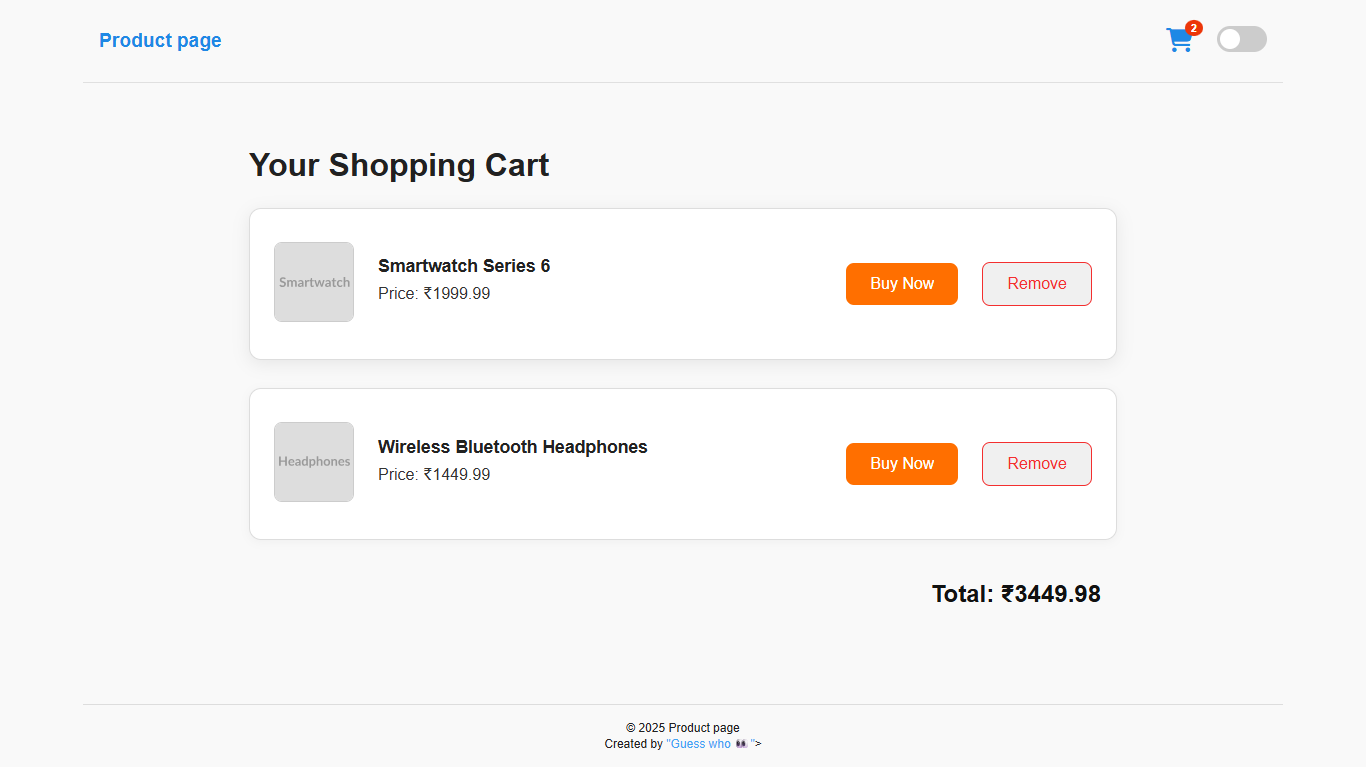 Product page
2
Your Shopping Cart
Smartwatch
Smartwatch Series 6
Price: ₹1999.99
Buy Now
Remove
Headphones
Wireless Bluetooth Headphones
Price: ₹1449.99
Buy Now
Remove
Total: ₹3449.98
© 2025 Product page
Created by "Guess who 👀 ">